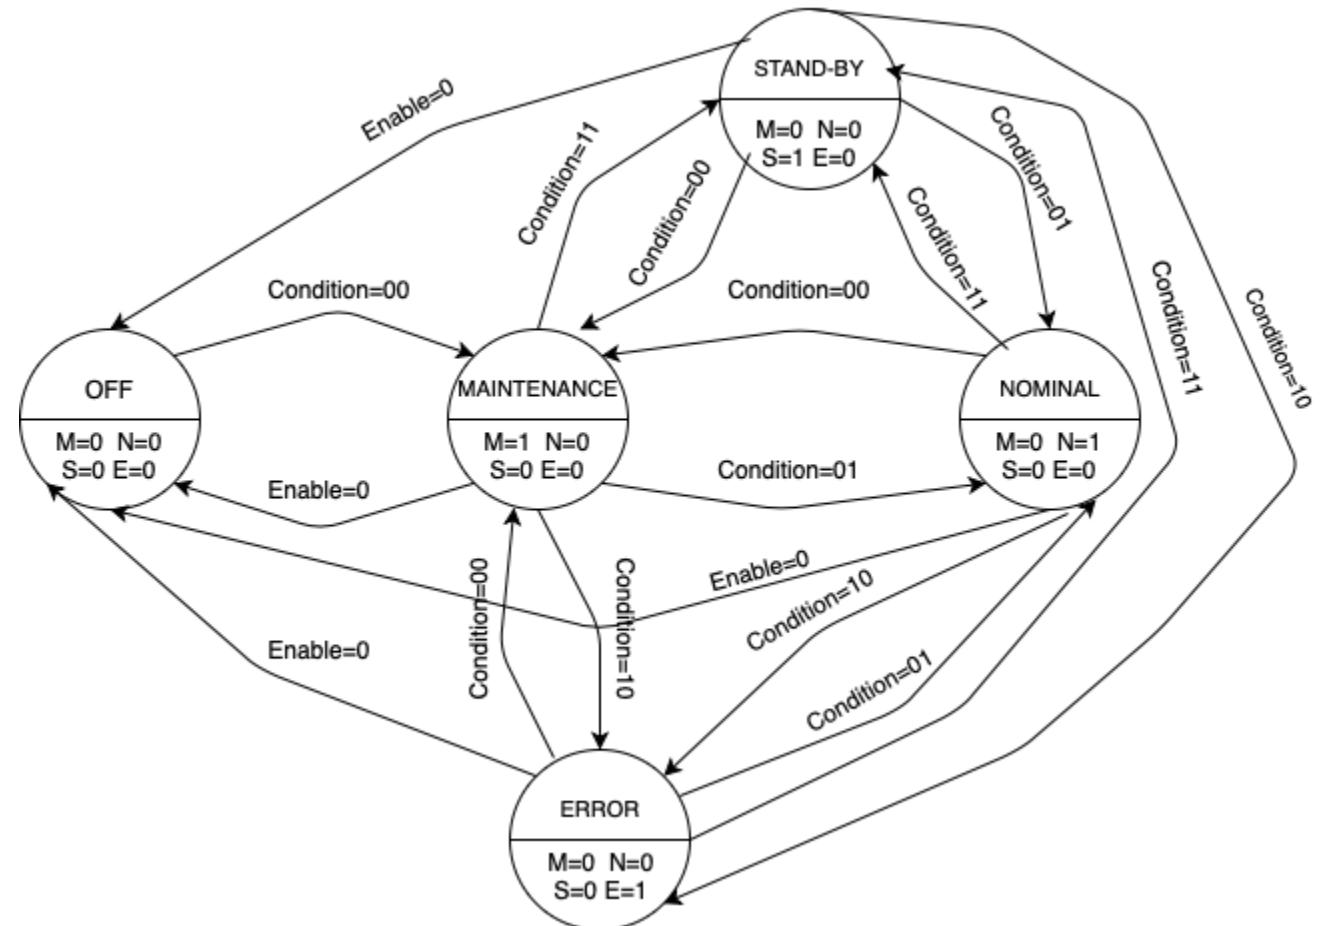 STAND-BY
M=0 N=0
S=1 E=0
Enable=0
Condition=11
Condition=00
Condition=01
Condition=11
Condition=11
Condition=10
Condition=00
Condition=00
OFF
M=0 N=0
S=0 E=0
MAINTENANCE
M=1 N=0
S=0 E=0
NOMINAL
M=0 N=1
S=0 E=0
Enable=0
Condition=01
Condition=00
Condition=10
Enable=0
Condition=10
Condition=01
Enable=0
ERROR
M=0 N=0
S=0 E=1